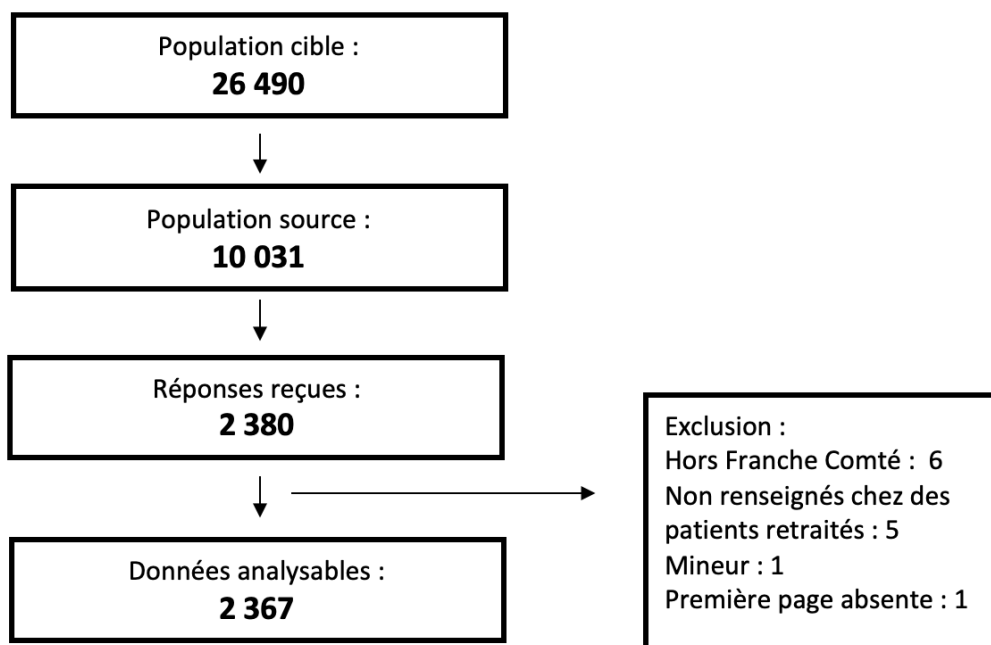 Population cible :
26 490
Population source :
10 031
Réponses reçues :
2 380
Exclusion :
Hors Franche Comté : 6
Non renseignés chez des
patients retraités : 5
Mineur : 1
Première page absente : 1
Données analysable :
2 367